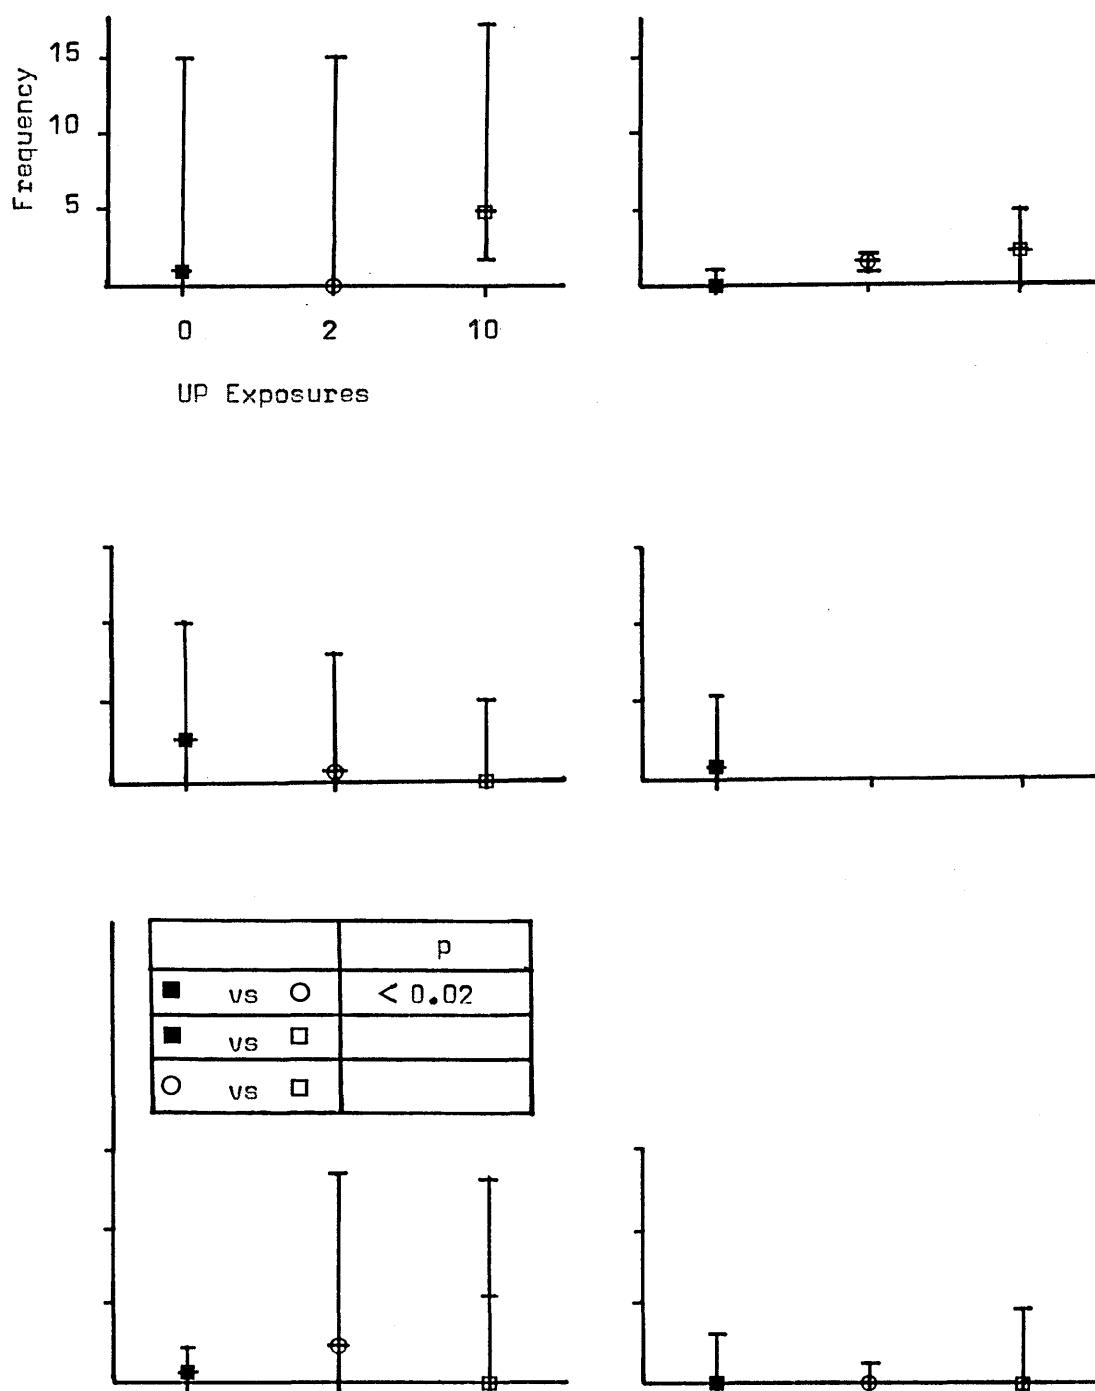 15
10
5
Frequency
0 2 10
UP Exposures
p
■ vs ○ < 0.02
■ vs □
○ vs □